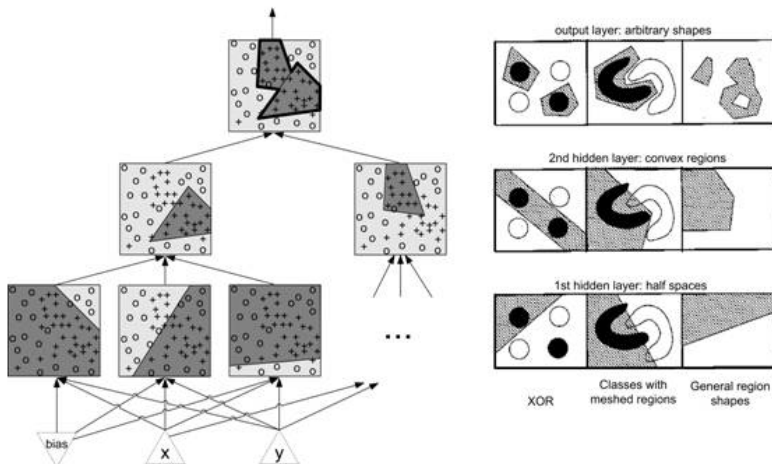 output layer: arbitrary shapes
2nd hidden layer: convex regions
1st hidden layer: half spaces
...
XOR
Classes with
meshed regions
General region
shapes
bias
x
y